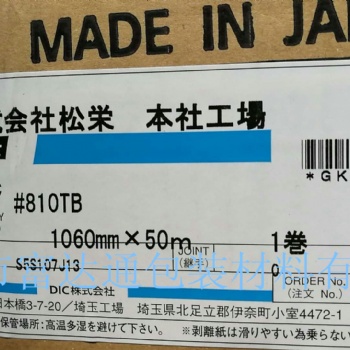 MADE IN JA
式会社松栄 本社工場
*GK
#810TB
1060mm×50m
JOINT
(継手)
1巻
0
S5S107J13
ORDER No.
(注文 No.)
DIC株式会社
日本橋3-7-20／埼玉工場 埼玉県北足立郡伊奈町小室4472-1
保管場所:高温多湿を避けて下さい。 ※剥離紙は滑りやすい為乗らない